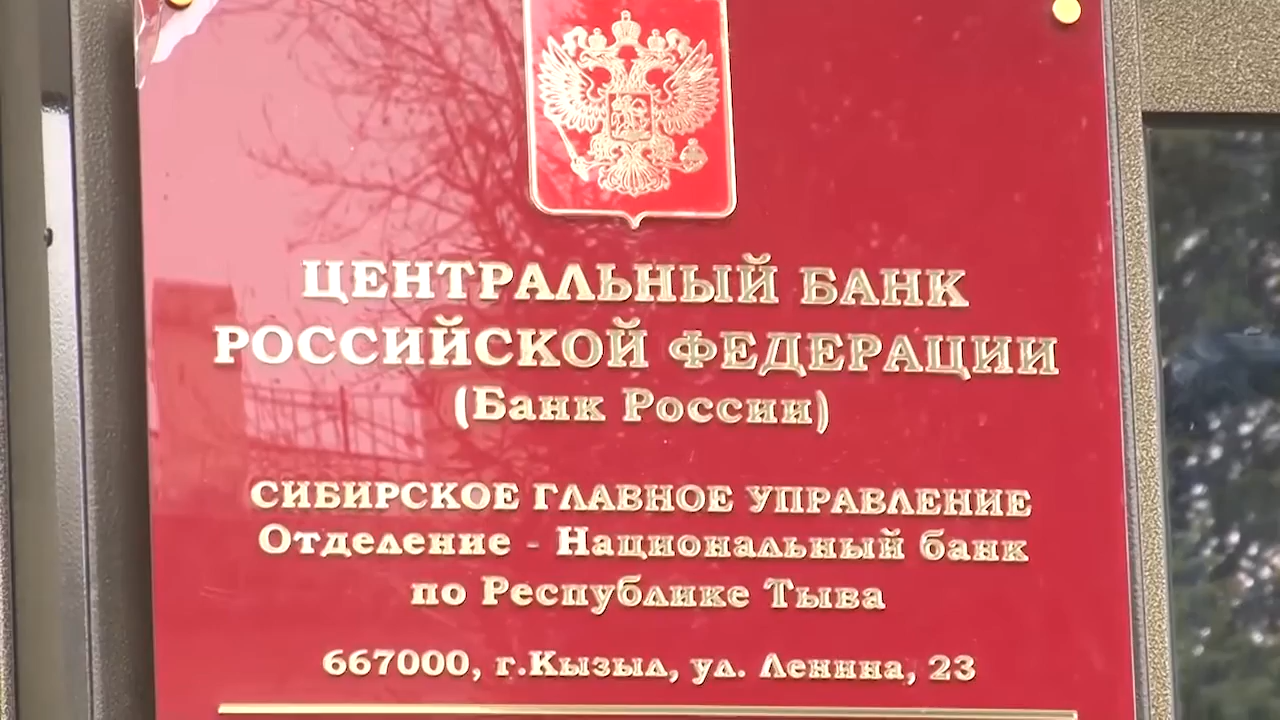 ЦЕНТРАЛЬНЫЙ БАНК
РОССИЙСКОЙ ФЕДЕРАЦИИ
(Банк России)
СИБИРСКОЕ ГЛАВНОЕ УПРАВЛЕНИЕ
Отделение - Национальный банк
по Республике Тыва
667000, г.Кызыл, ул. Ленина, 23